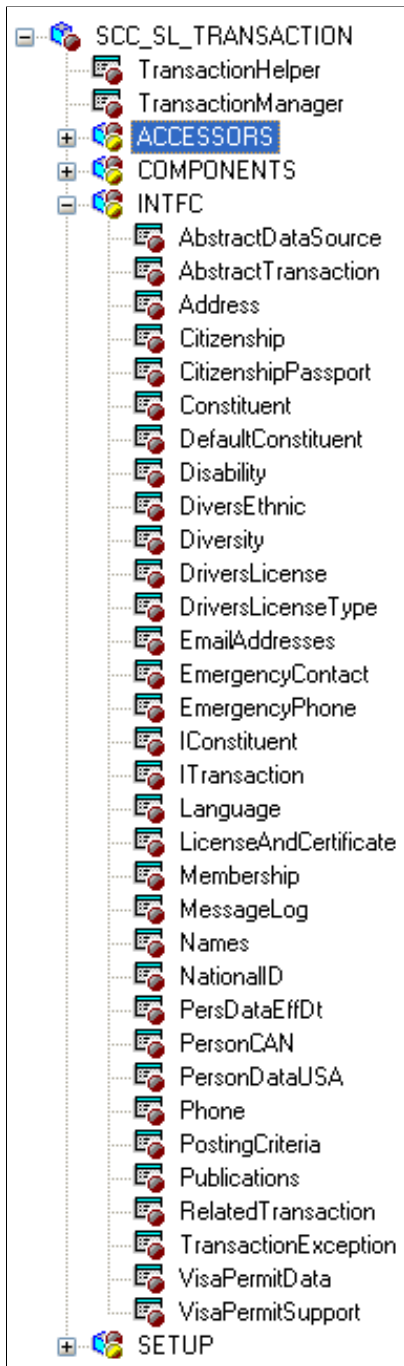 SCC_SL_TRANSACTION
TransactionHelper
TransactionManager
ACCESSORS
COMPONENTS
INTFC
AbstractDataSource
AbstractTransaction
Address
Citizenship
CitizenshipPassport
Constituent
DefaultConstituent
Disability
DiversEthnic
Diversity
DriversLicense
DriversLicenseType
EmailAddresses
EmergencyContact
EmergencyPhone
IConstituent
ITransaction
Language
LicenseAndCertificate
Membership
MessageLog
Names
NationalID
PersDataEffDt
PersonCAN
PersonDataUSA
Phone
PostingCriteria
Publications
RelatedTransaction
TransactionException
VisaPermitData
VisaPermitSupport
SETUP